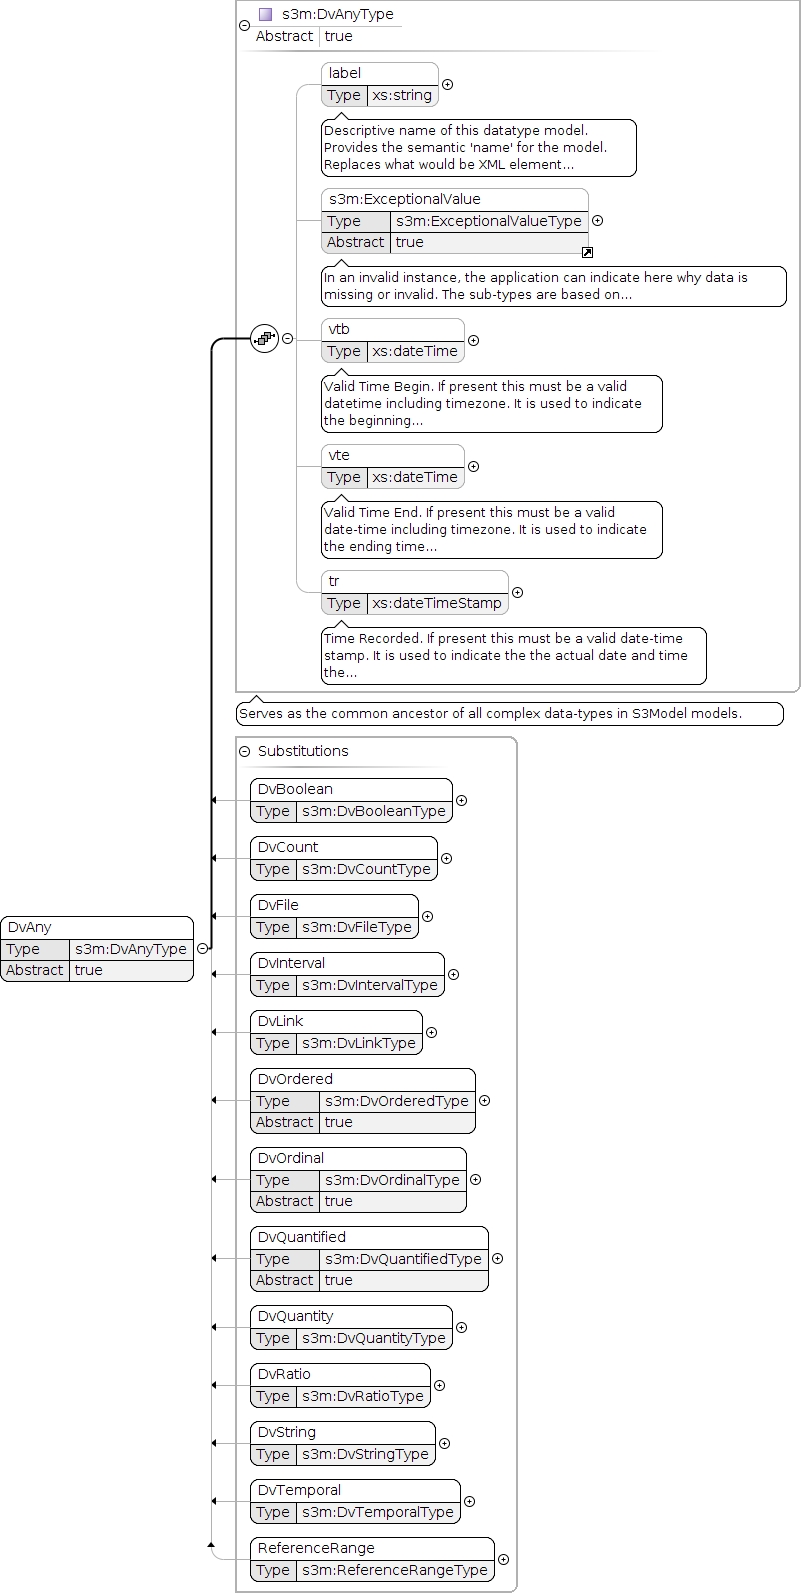 s3m:DvAnyType
Abstract true
label
Type xs:string
Descriptive name of this datatype model.
Provides the semantic 'name' for the model.
Replaces what would be XML element...
s3m:ExceptionalValue
Type s3m:ExceptionalValueType
Abstract true
In an invalid instance, the application can indicate here why data is
missing or invalid. The sub-types are based on...
vtb
Type xs:dateTime
Valid Time Begin. If present this must be a valid
datetime including timezone. It is used to indicate
the beginning...
vte
Type xs:dateTime
Valid Time End. If present this must be a valid
date-time including timezone. It is used to indicate
the ending time...
tr
Type xs:dateTimeStamp
Time Recorded. If present this must be a valid date-time
stamp. It is used to indicate the the actual date and time
the...
Serves as the common ancestor of all complex data-types in S3Model models.
Substitutions
DvBoolean
Type s3m:DvBooleanType
DvCount
Type s3m:DvCountType
DvFile
Type s3m:DvFileType
DvAny
Type s3m:DvAnyType
Abstract true
DvInterval
Type s3m:DvIntervalType
DvLink
Type s3m:DvLinkType
DvOrdered
Type s3m:DvOrderedType
Abstract true
DvOrdinal
Type s3m:DvOrdinalType
Abstract true
DvQuantified
Type s3m:DvQuantifiedType
Abstract true
DvQuantity
Type s3m:DvQuantityType
DvRatio
Type s3m:DvRatioType
DvString
Type s3m:DvStringType
DvTemporal
Type s3m:DvTemporalType
ReferenceRange
Type s3m:ReferenceRangeType